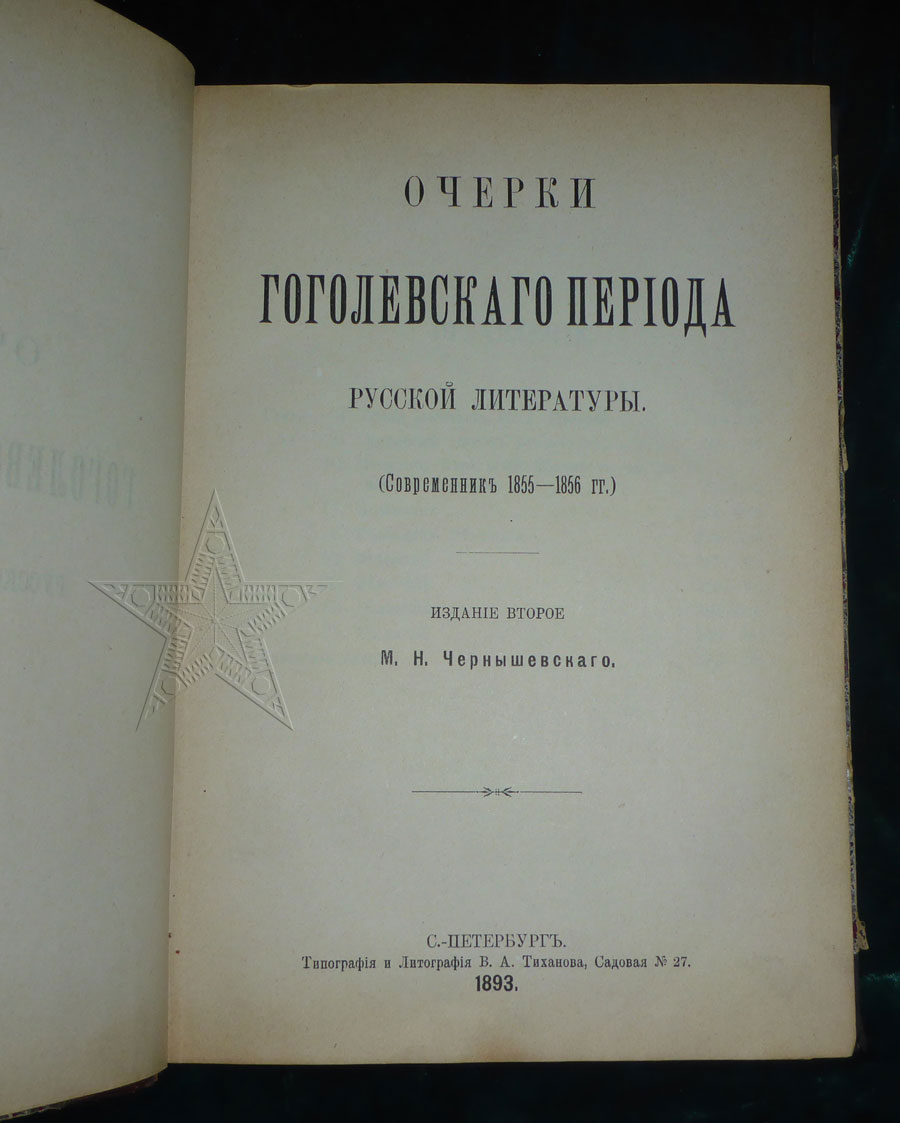 ОЧЕРКИ
ГОГОЛЕВСКАГО ПЕРІОДА
РУССКОЙ ЛИТЕРАТУРЫ.
(Современникъ 1855—1856 гг.)
ИЗДАНІЕ ВТОРОЕ
М. Н. Чернышевскаго.
С.-ПЕТЕРБУРГЪ.
Типографія и Литографія В. А. Тиханова, Садовая № 27.
1893.